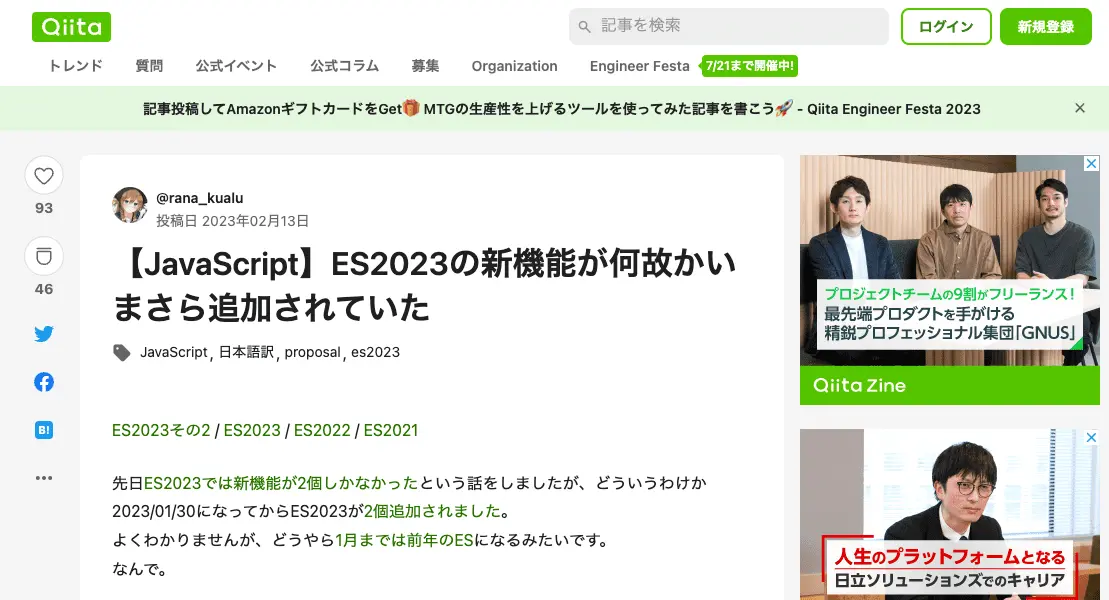 Qiita
記事を検索
ログイン
新規登録
トレンド 質問 公式イベント 公式コラム 募集 Organization Engineer Festa 7/21まで開催中!
記事投稿してAmazonギフトカードをGet🎁 MTGの生産性を上げるツールを使ってみた記事を書こう🚀 - Qiita Engineer Festa 2023
93
46
B!
@rana_kualu
投稿日 2023年02月13日
【JavaScript】ES2023の新機能が何故かい
まさら追加されていた
JavaScript, 日本語訳, proposal, es2023
ES2023その2 / ES2023 / ES2022 / ES2021
先日ES2023では新機能が2個しかなかったという話をしましたが、どういうわけか
2023/01/30になってからES2023が2個追加されました。
よくわかりませんが、どうやら1月までは前年のESになるみたいです。
なんで。
プロジェクトチームの9割がフリーランス!
最先端プロダクトを手がける
精鋭プロフェッショナル集団「GNUS」
Qiita Zine
人生のプラットフォームとなる
日立ソリューションズでのキャリア